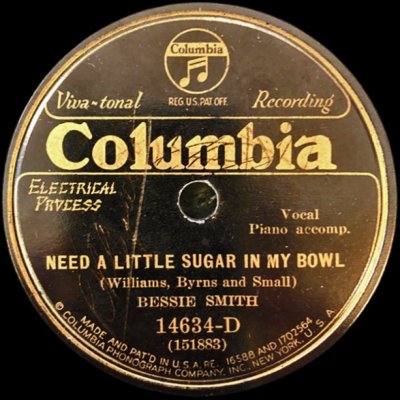 Columbia
REG. U.S. PAT. OFF.
Viva-tonal Recording
Columbia
ELECTRICAL
PROCESS
Vocal
Piano accomp.
NEED A LITTLE SUGAR IN MY BOWL
(Williams, Byrns and Small)
BESSIE SMITH
14634-D
(151883)
MADE AND PAT'D IN U.S.A. RE. 16588 AND 1702564
© COLUMBIA PHONOGRAPH COMPANY, INC., NEW YORK, U.S.A.